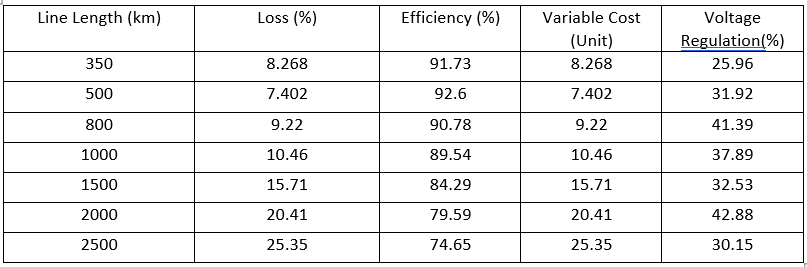 Line Length (km) Loss (%) Efficiency (%) Variable Cost (Unit) Voltage Regulation(%)
350 8.268 91.73 8.268 25.96
500 7.402 92.6 7.402 31.92
800 9.22 90.78 9.22 41.39
1000 10.46 89.54 10.46 37.89
1500 15.71 84.29 15.71 32.53
2000 20.41 79.59 20.41 42.88
2500 25.35 74.65 25.35 30.15